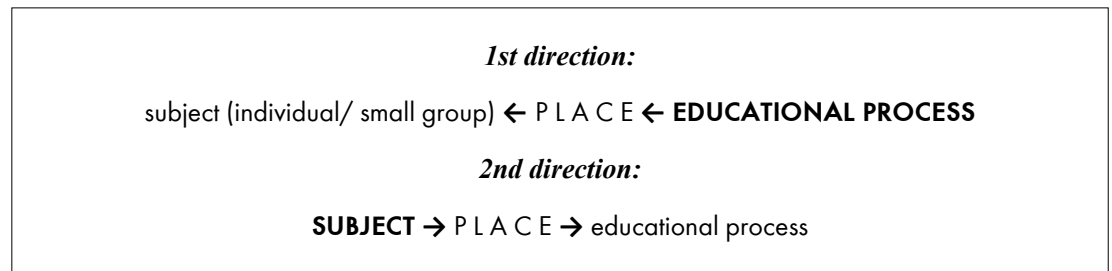 1st direction:
subject (individual/ small group) ← P L A C E ← EDUCATIONAL PROCESS
2nd direction:
SUBJECT → P L A C E → educational process